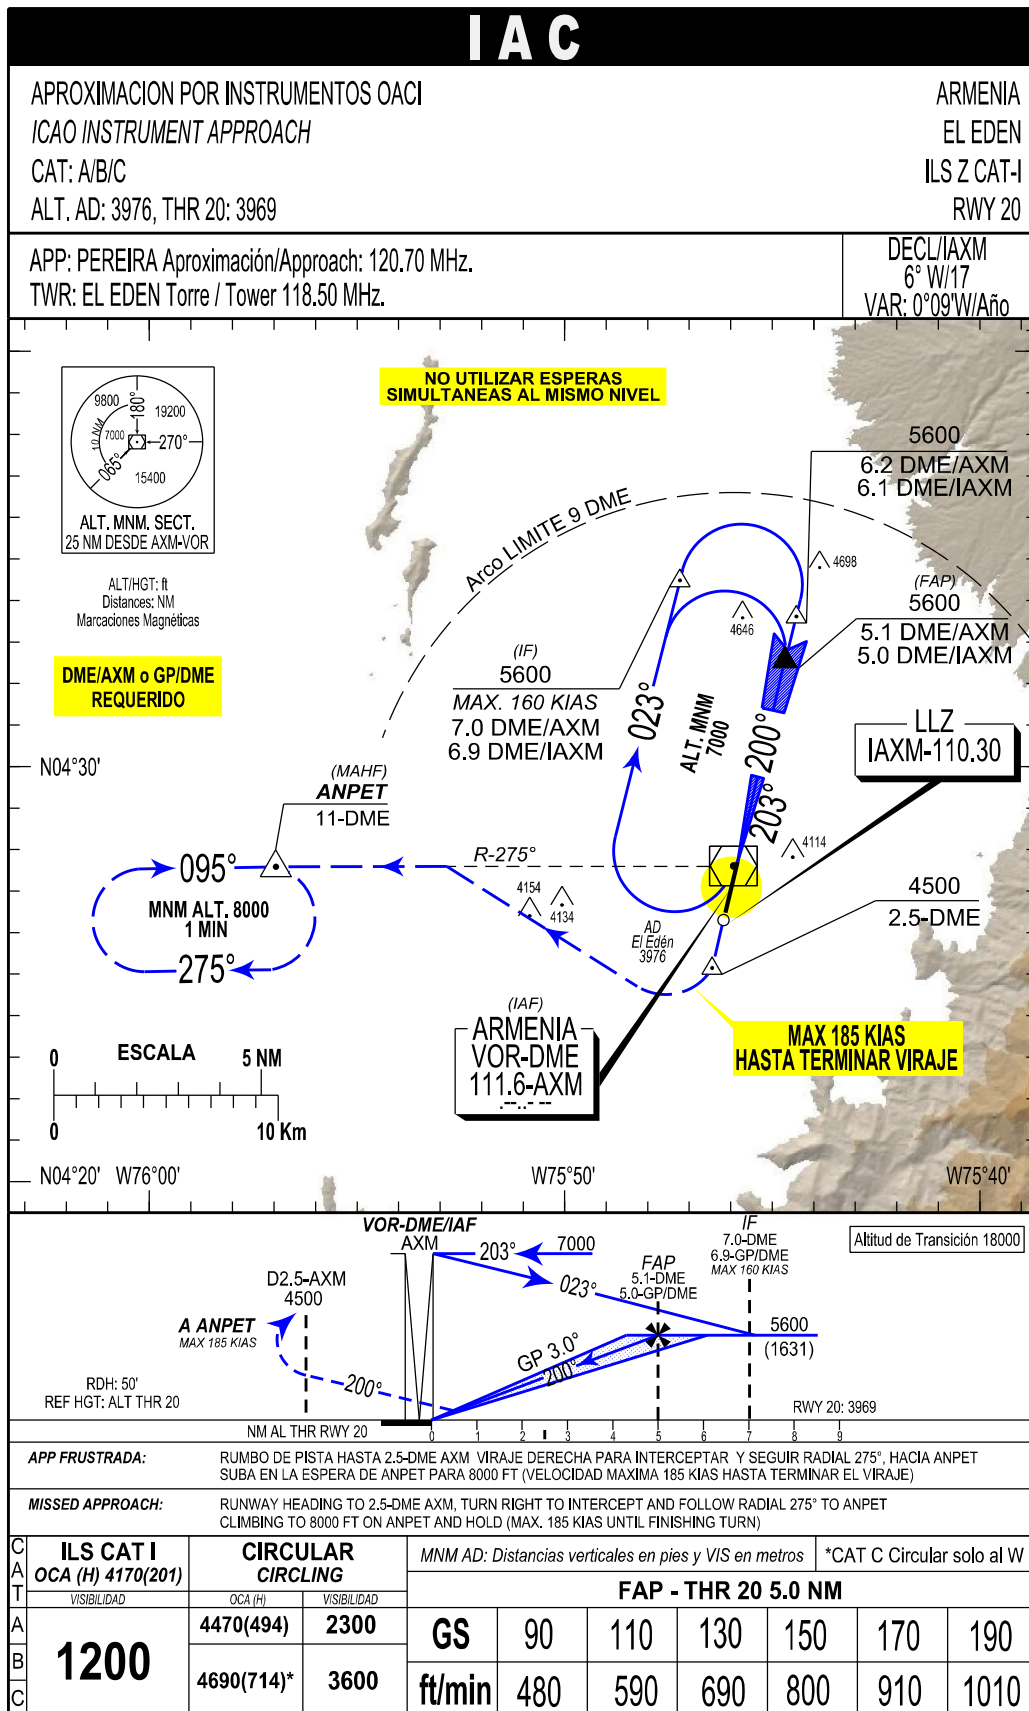 IAC
APROXIMACION POR INSTRUMENTOS OACI
ICAO INSTRUMENT APPROACH
CAT: A/B/C
ALT. AD: 3976, THR 20: 3969
ARMENIA
EL EDEN
ILS Z CAT-I
RWY 20
APP: PEREIRA Aproximación/Approach: 120.70 MHz.
TWR: EL EDEN Torre / Tower 118.50 MHz.
DECL/IAXM
6° W/17
VAR: 0°09'W/Año
NO UTILIZAR ESPERAS
SIMULTANEAS AL MISMO NIVEL
9800
180°
19200
10 NM
7000
270°
065°
15400
ALT. MNM. SECT.
25 NM DESDE AXM-VOR
ALT/HGT: ft
Distances: NM
Marcaciones Magnéticas
DME/AXM o GP/DME
REQUERIDO
Arco LIMITE 9 DME
5600
6.2 DME/AXM
6.1 DME/IAXM
4698
4646
(FAP)
5600
5.1 DME/AXM
5.0 DME/IAXM
(IF)
5600
MAX. 160 KIAS
7.0 DME/AXM
6.9 DME/IAXM
023°
ALT. MNM
7000
200°
203°
LLZ
IAXM-110.30
N04°30'
(MAHF)
ANPET
11-DME
R-275°
4114
095°
MNM ALT. 8000
1 MIN
275°
4154
4134
AD
El Edén
3976
4500
2.5-DME
(IAF)
ARMENIA
VOR-DME
111.6-AXM
.-
-..-
--
MAX 185 KIAS
HASTA TERMINAR VIRAJE
0
ESCALA
5 NM
0
10 Km
N04°20'
W76°00'
W75°50'
W75°40'
VOR-DME/IAF
AXM
203°
7000
023°
IF
7.0-DME
6.9-GP/DME
MAX 160 KIAS
Altitud de Transición 18000
D2.5-AXM
4500
FAP
5.1-DME
5.0-GP/DME
A ANPET
MAX 185 KIAS
5600
(1631)
GP 3.0°
200°
200°
RDH: 50'
REF HGT: ALT THR 20
RWY 20: 3969
NM AL THR RWY 20
0 1 2 3 4 5 6 7 8 9
APP FRUSTRADA:
RUMBO DE PISTA HASTA 2.5-DME AXM VIRAJE DERECHA PARA INTERCEPTAR Y SEGUIR RADIAL 275°, HACIA ANPET
SUBA EN LA ESPERA DE ANPET PARA 8000 FT (VELOCIDAD MAXIMA 185 KIAS HASTA TERMINAR EL VIRAJE)
MISSED APPROACH:
RUNWAY HEADING TO 2.5-DME AXM, TURN RIGHT TO INTERCEPT AND FOLLOW RADIAL 275° TO ANPET
CLIMBING TO 8000 FT ON ANPET AND HOLD (MAX. 185 KIAS UNTIL FINISHING TURN)
CAT
ILS CAT I
OCA (H) 4170(201)
VISIBILIDAD
CIRCULAR
CIRCLING
OCA (H)
VISIBILIDAD
MNM AD: Distancias verticales en pies y VIS en metros
*CAT C Circular solo al W
FAP - THR 20 5.0 NM
A
B
C
1200
4470(494)
2300
4690(714)*
3600
GS 90 110 130 150 170 190
ft/min 480 590 690 800 910 1010